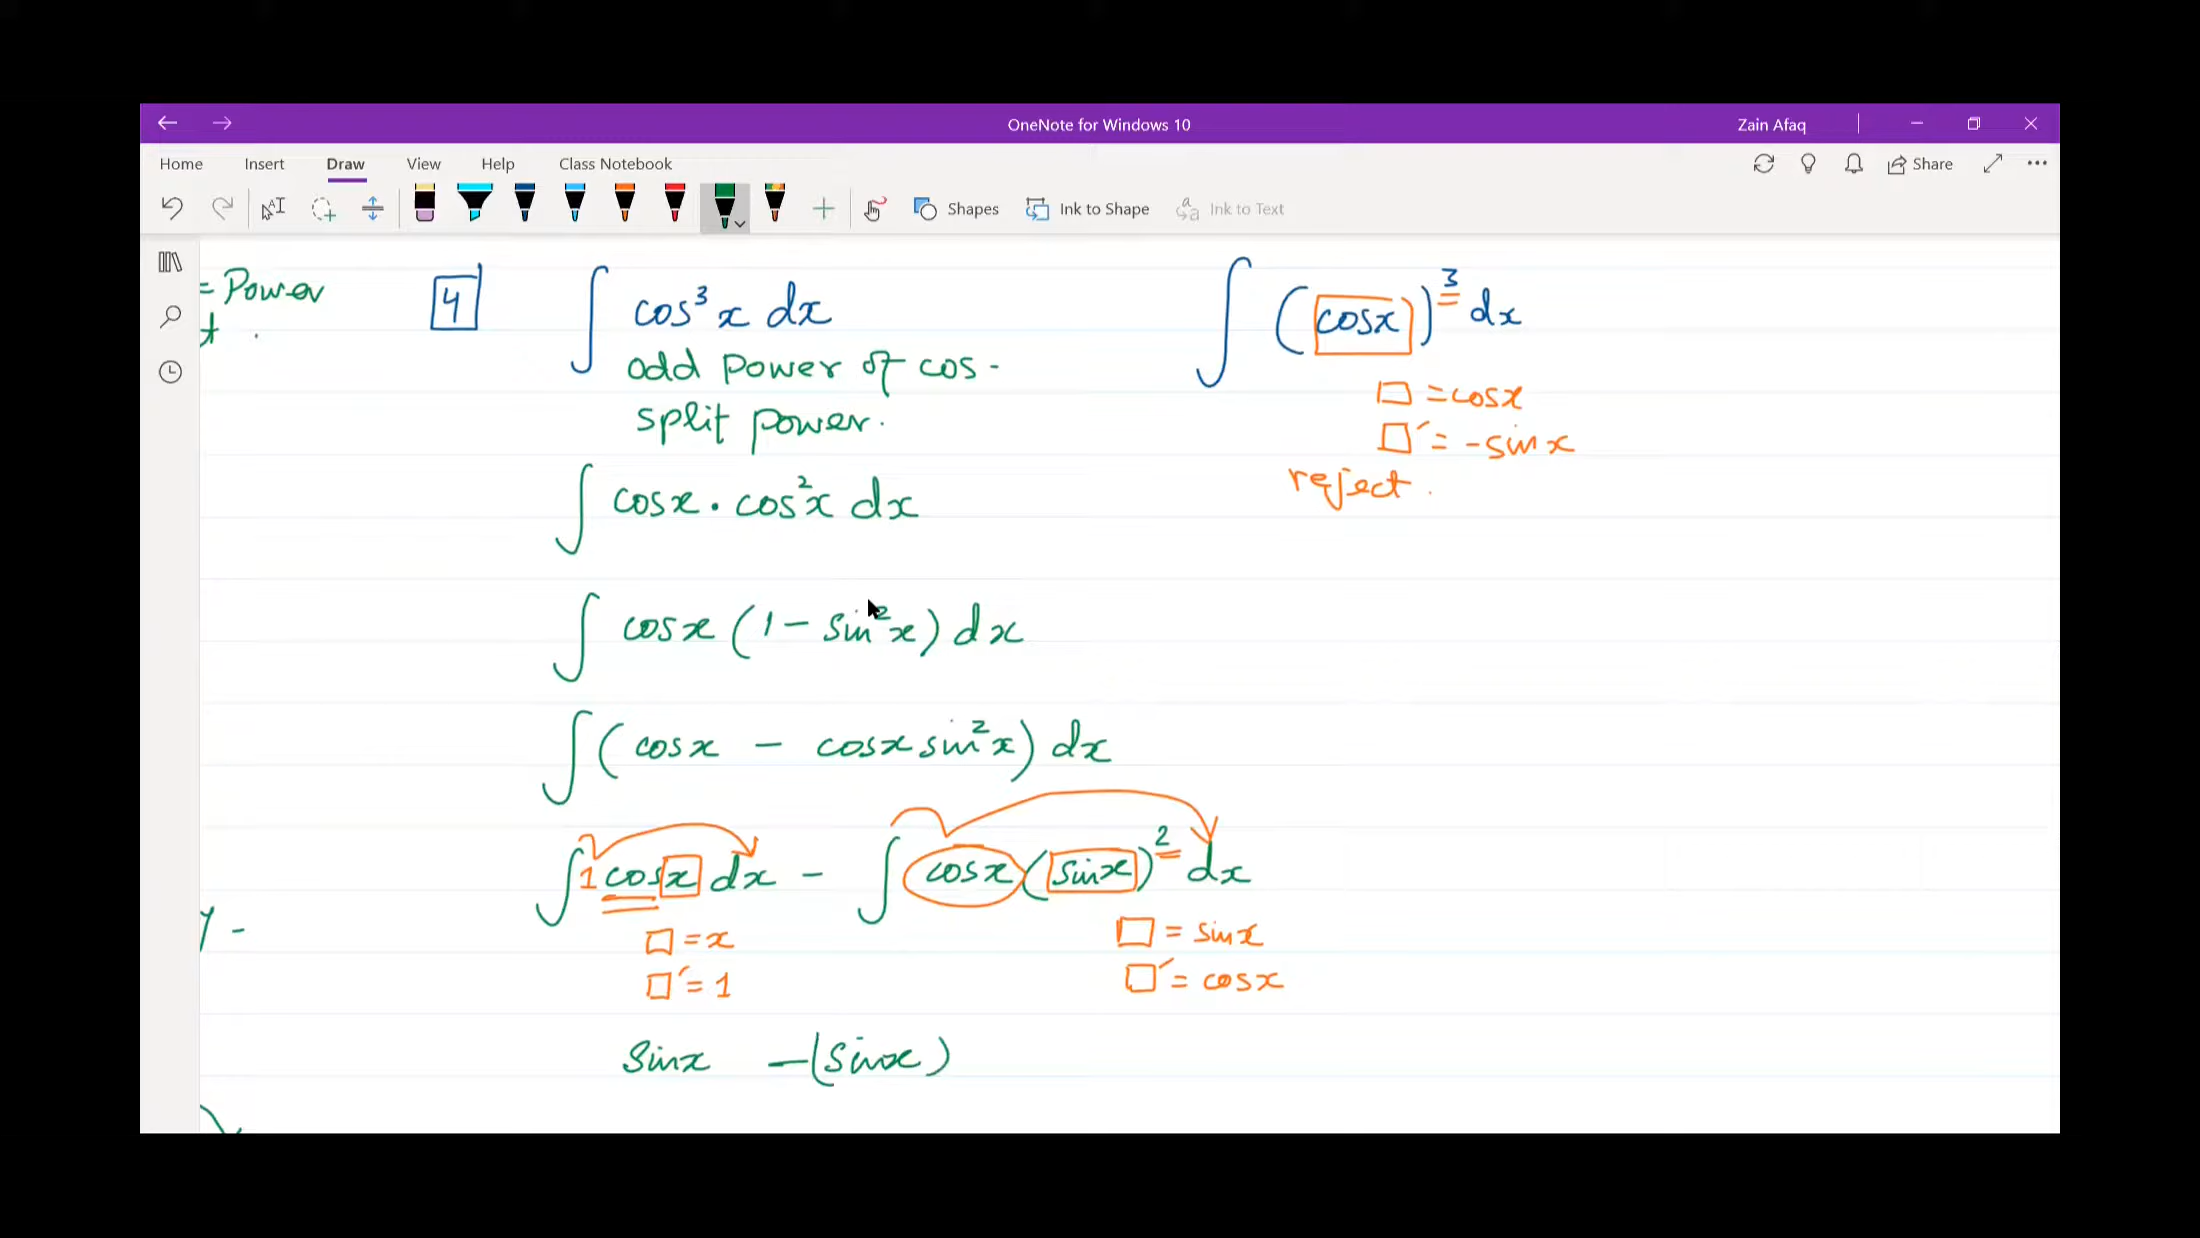 OneNote for Windows 10
Zain Afaq
Home Insert Draw View Help Class Notebook
Share
Shapes Ink to Shape Ink to Text
= Power
t .
4
∫ cos³x dx
odd power of cos -
split power.
∫ (cosx)³ dx
□ = cosx
□′ = -sinx
reject .
∫ cosx · cos²x dx
∫ cosx (1 - sin²x) dx
∫ (cosx - cosx sin²x) dx
∫ 1 cosx dx - ∫ cosx (sinx)² dx
□ = x
□′ = 1
□ = sinx
□′ = cosx
sinx - (sinx)